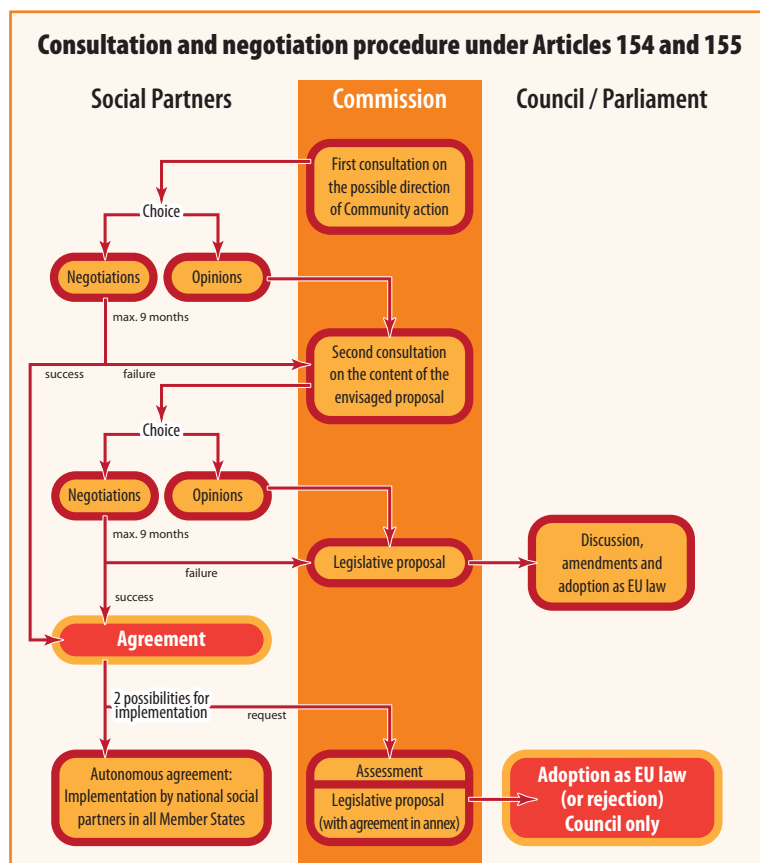 Consultation and negotiation procedure under Articles 154 and 155
Social Partners
Commission
Council / Parliament
First consultation on
the possible direction
of Community action
Choice
Negotiations
Opinions
max. 9 months
Second consultation
on the content of the
envisaged proposal
success
failure
Choice
Negotiations
Opinions
max. 9 months
failure
Legislative proposal
Discussion,
amendments and
adoption as EU law
success
Agreement
2 possibilities for
implementation
request
Autonomous agreement:
Implementation by national social
partners in all Member States
Assessment
Legislative proposal
(with agreement in annex)
Adoption as EU law
(or rejection)
Council only